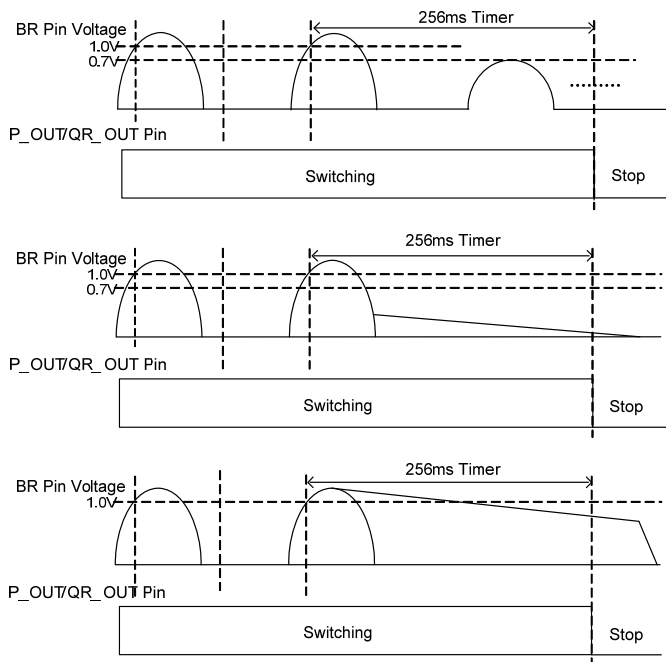 256ms Timer
BR Pin Voltage
1.0V
0.7V
P_OUT/QR_OUT Pin
Switching
Stop
256ms Timer
BR Pin Voltage
1.0V
0.7V
P_OUT/QR_OUT Pin
Switching
Stop
256ms Timer
BR Pin Voltage
1.0V
P_OUT/QR_OUT Pin
Switching
Stop